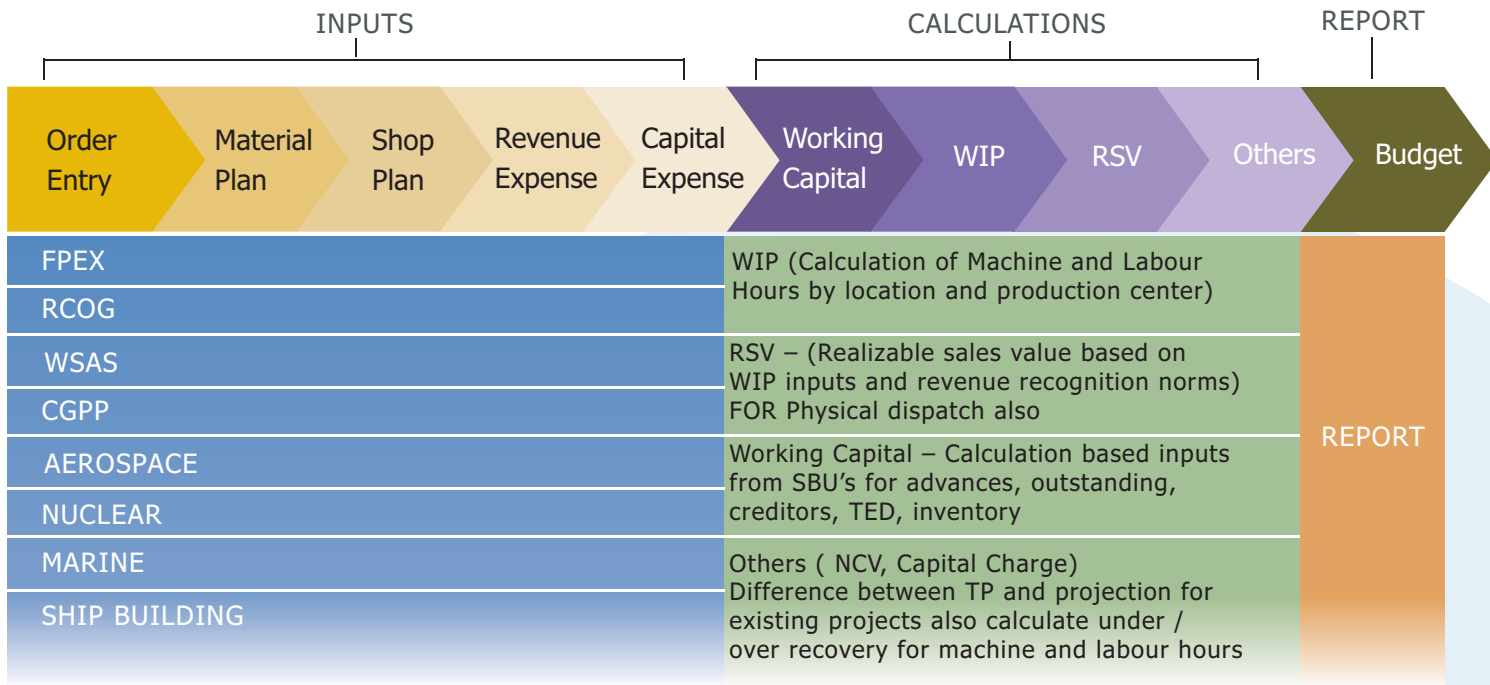 INPUTS
CALCULATIONS
REPORT
Order
Entry
Material
Plan
Shop
Plan
Revenue
Expense
Capital
Expense
Working
Capital
WIP
RSV
Others
Budget
FPEX
RCOG
WSAS
CGPP
AEROSPACE
NUCLEAR
MARINE
SHIP BUILDING
WIP (Calculation of Machine and Labour
Hours by location and production center)
RSV – (Realizable sales value based on
WIP inputs and revenue recognition norms)
FOR Physical dispatch also
Working Capital – Calculation based inputs
from SBU's for advances, outstanding,
creditors, TED, inventory
Others ( NCV, Capital Charge)
Difference between TP and projection for
existing projects also calculate under /
over recovery for machine and labour hours
REPORT